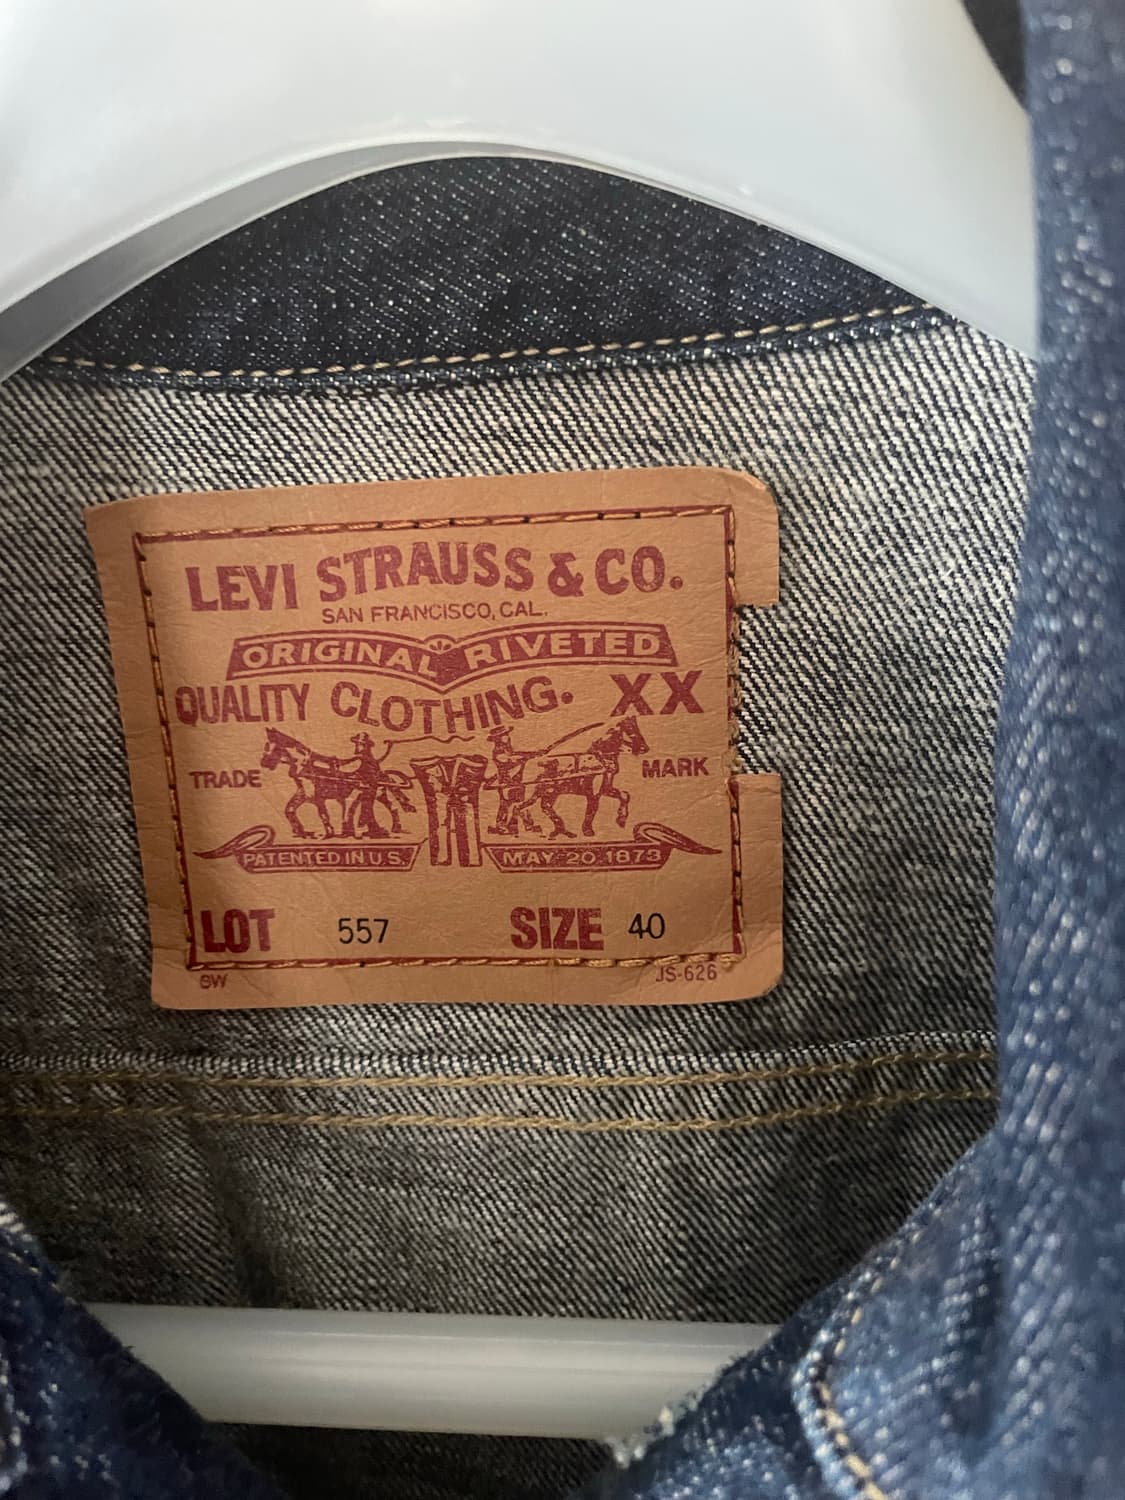 LEVI STRAUSS & CO.
SAN FRANCISCO, CAL.
ORIGINAL RIVETED
QUALITY CLOTHING. XX
TRADE MARK
PATENTED IN U.S. MAY 20 1873
LOT 557 SIZE 40
SW JS-626